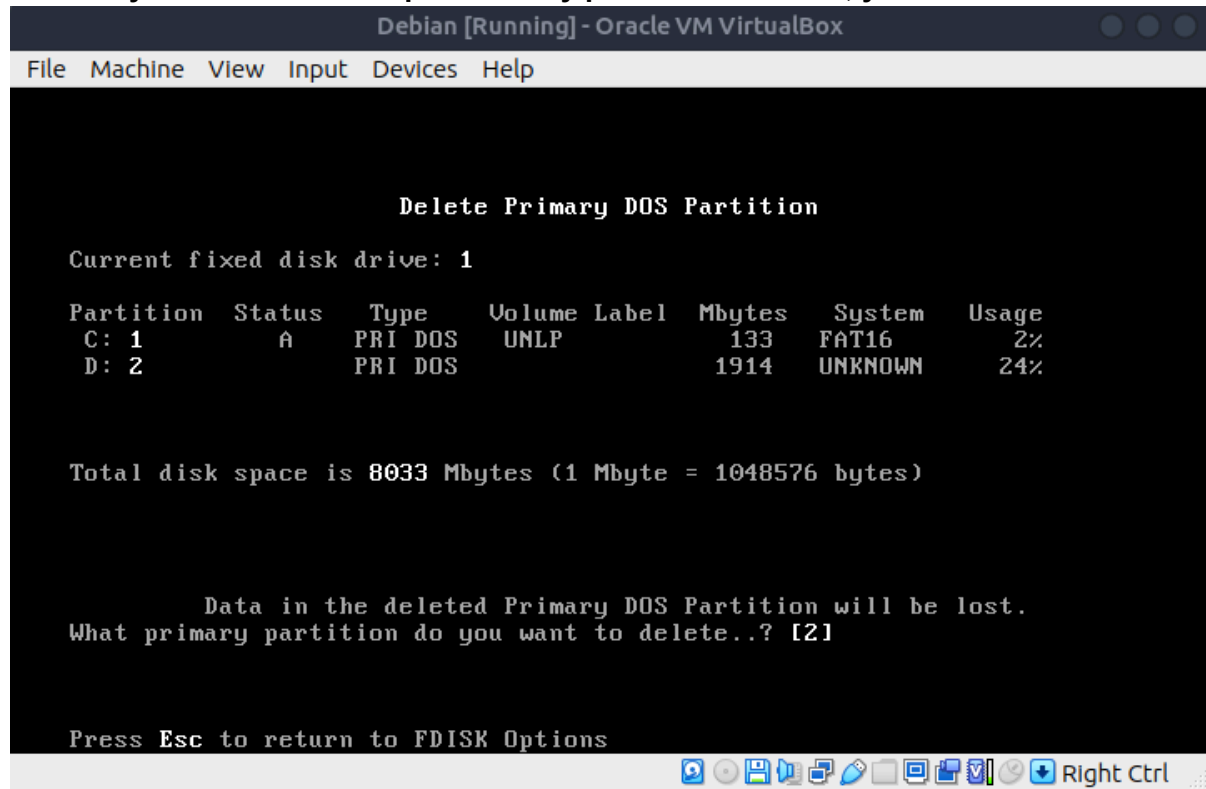 Debian [Running] - Oracle VM VirtualBox
File Machine View Input Devices Help
Delete Primary DOS Partition
Current fixed disk drive: 1
Partition Status Type Volume Label Mbytes System Usage
C: 1 A PRI DOS UNLP 133 FAT16 2%
D: 2 PRI DOS 1914 UNKNOWN 24%
Total disk space is 8033 Mbytes (1 Mbyte = 1048576 bytes)
Data in the deleted Primary DOS Partition will be lost.
What primary partition do you want to delete..? [2]
Press Esc to return to FDISK Options
Right Ctrl